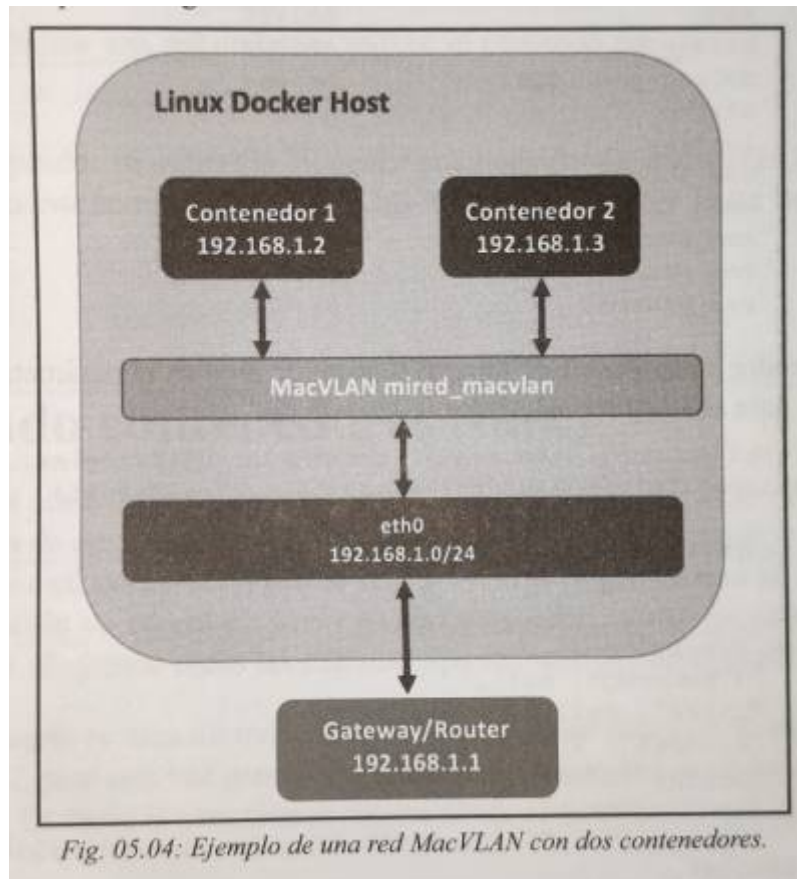 Linux Docker Host
Contenedor 1
192.168.1.2
Contenedor 2
192.168.1.3
MacVLAN mired_macvlan
eth0
192.168.1.0/24
Gateway/Router
192.168.1.1
Fig. 05.04: Ejemplo de una red MacVLAN con dos contenedores.